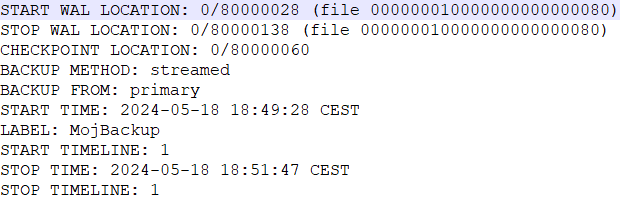 START WAL LOCATION: 0/80000028 (file 000000010000000000000080)
STOP WAL LOCATION: 0/80000138 (file 000000010000000000000080)
CHECKPOINT LOCATION: 0/80000060
BACKUP METHOD: streamed
BACKUP FROM: primary
START TIME: 2024-05-18 18:49:28 CEST
LABEL: MojBackup
START TIMELINE: 1
STOP TIME: 2024-05-18 18:51:47 CEST
STOP TIMELINE: 1